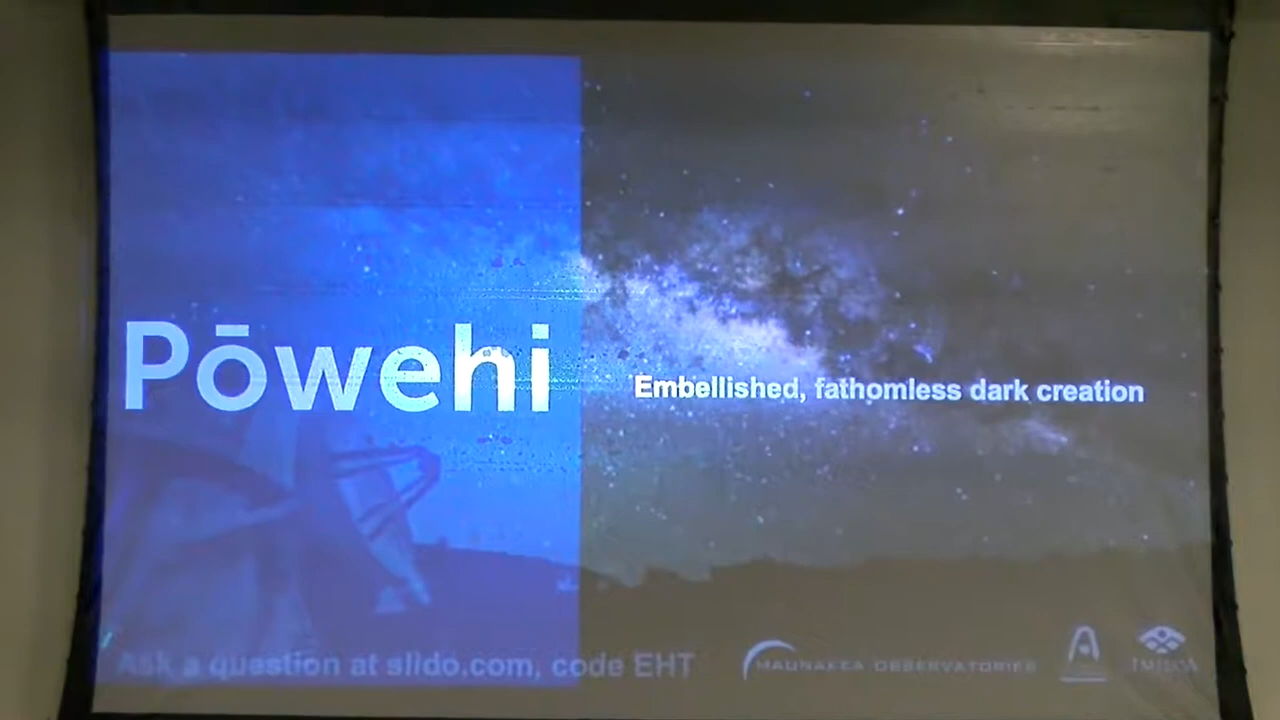 Pōwehi
Embellished, fathomless dark creation
Ask a question at slido.com, code EHT
MAUNAKEA OBSERVATORIES